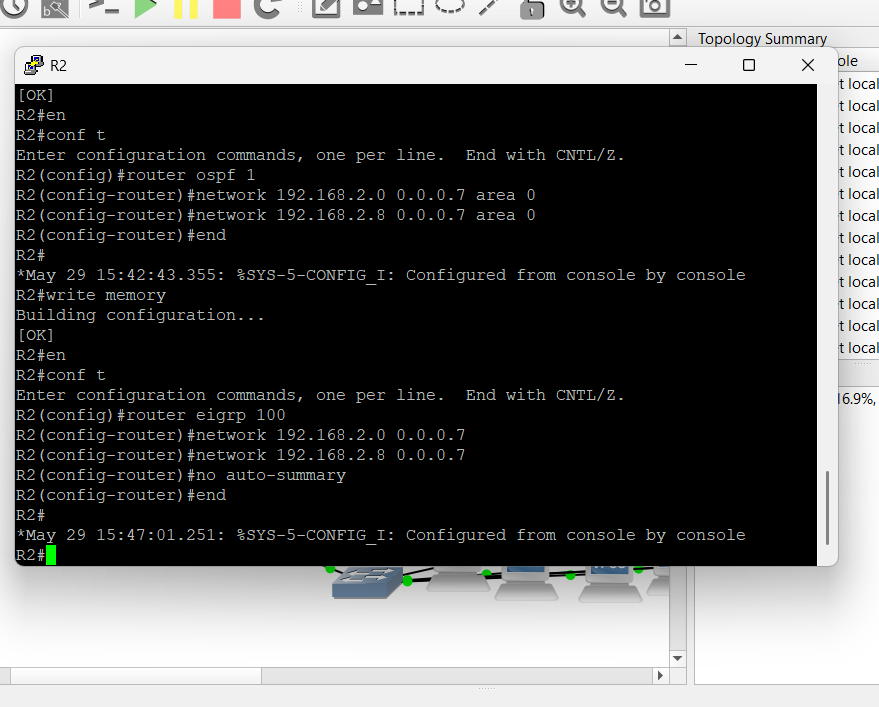 Topology Summary
R2
ole
[OK]
R2#en
R2#conf t
Enter configuration commands, one per line.  End with CNTL/Z.
R2(config)#router ospf 1
R2(config-router)#network 192.168.2.0 0.0.0.7 area 0
R2(config-router)#network 192.168.2.8 0.0.0.7 area 0
R2(config-router)#end
R2#
*May 29 15:42:43.355: %SYS-5-CONFIG_I: Configured from console by console
R2#write memory
Building configuration...
[OK]
R2#en
R2#conf t
Enter configuration commands, one per line.  End with CNTL/Z.
R2(config)#router eigrp 100
R2(config-router)#network 192.168.2.0 0.0.0.7
R2(config-router)#network 192.168.2.8 0.0.0.7
R2(config-router)#no auto-summary
R2(config-router)#end
R2#
*May 29 15:47:01.251: %SYS-5-CONFIG_I: Configured from console by console
R2#
t local
t local
t local
t local
t local
t local
t local
t local
t local
t local
t local
t local
t local
16.9%,